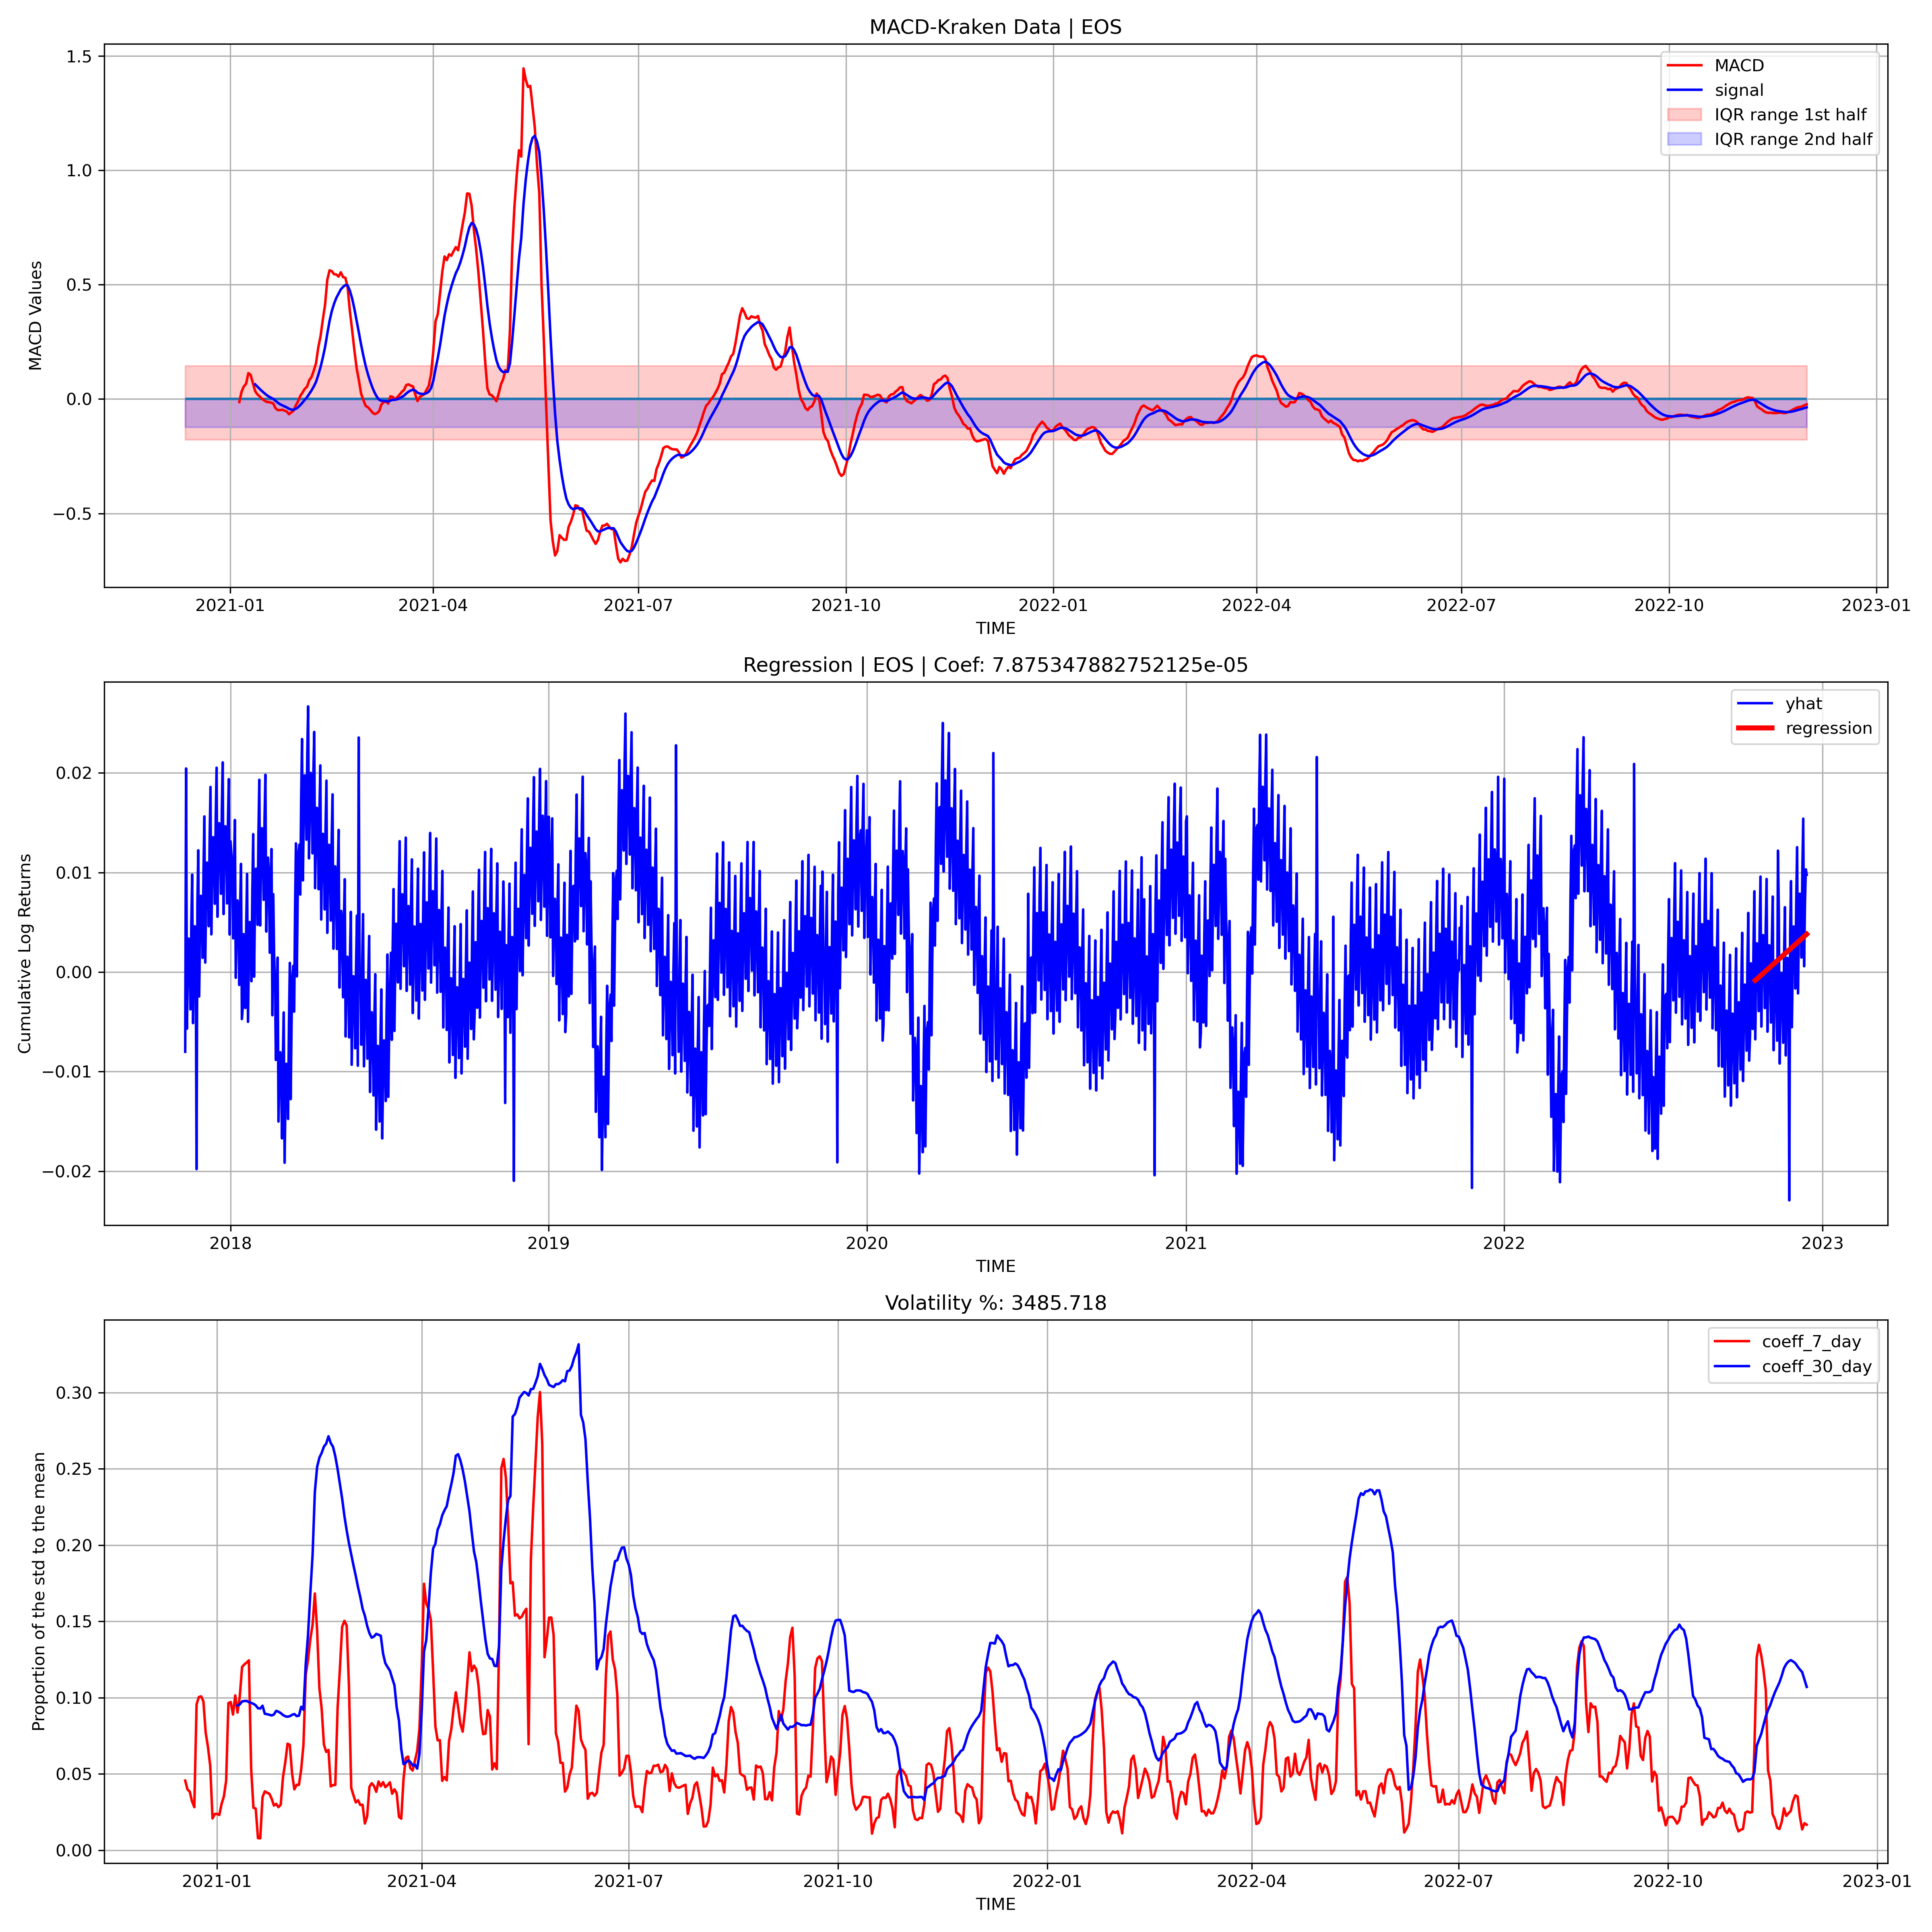 MACD-Kraken Data | EOS
MACD Values
1.5
1.0
0.5
0.0
−0.5
MACD
signal
IQR range 1st half
IQR range 2nd half
2021-01 2021-04 2021-07 2021-10 2022-01 2022-04 2022-07 2022-10 2023-01
TIME
Regression | EOS | Coef: 7.875347882752125e-05
Cumulative Log Returns
0.02
0.01
0.00
−0.01
−0.02
yhat
regression
2018 2019 2020 2021 2022 2023
TIME
Volatility %: 3485.718
Proportion of the std to the mean
0.30
0.25
0.20
0.15
0.10
0.05
0.00
coeff_7_day
coeff_30_day
2021-01 2021-04 2021-07 2021-10 2022-01 2022-04 2022-07 2022-10 2023-01
TIME